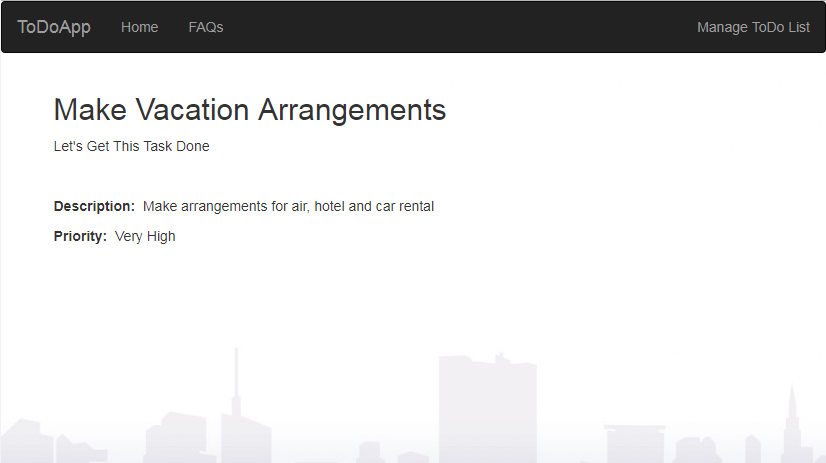 ToDoApp Home FAQs Manage ToDo List
Make Vacation Arrangements
Let's Get This Task Done
Description: Make arrangements for air, hotel and car rental
Priority: Very High